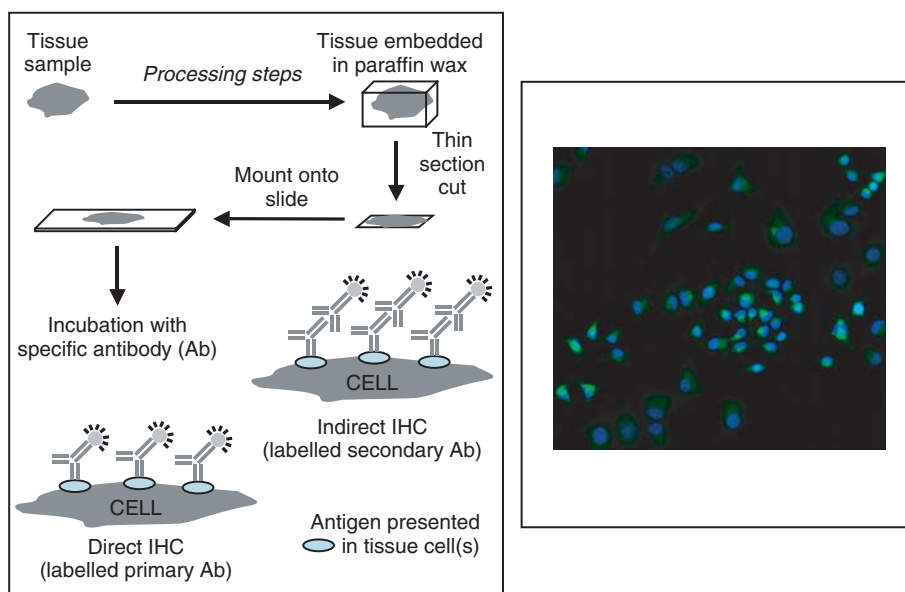 Tissue
sample
Processing steps
Tissue embedded
in paraffin wax
Thin
section
cut
Mount onto
slide
Incubation with
specific antibody (Ab)
CELL
Indirect IHC
(labelled secondary Ab)
CELL
Direct IHC
(labelled primary Ab)
Antigen presented
in tissue cell(s)